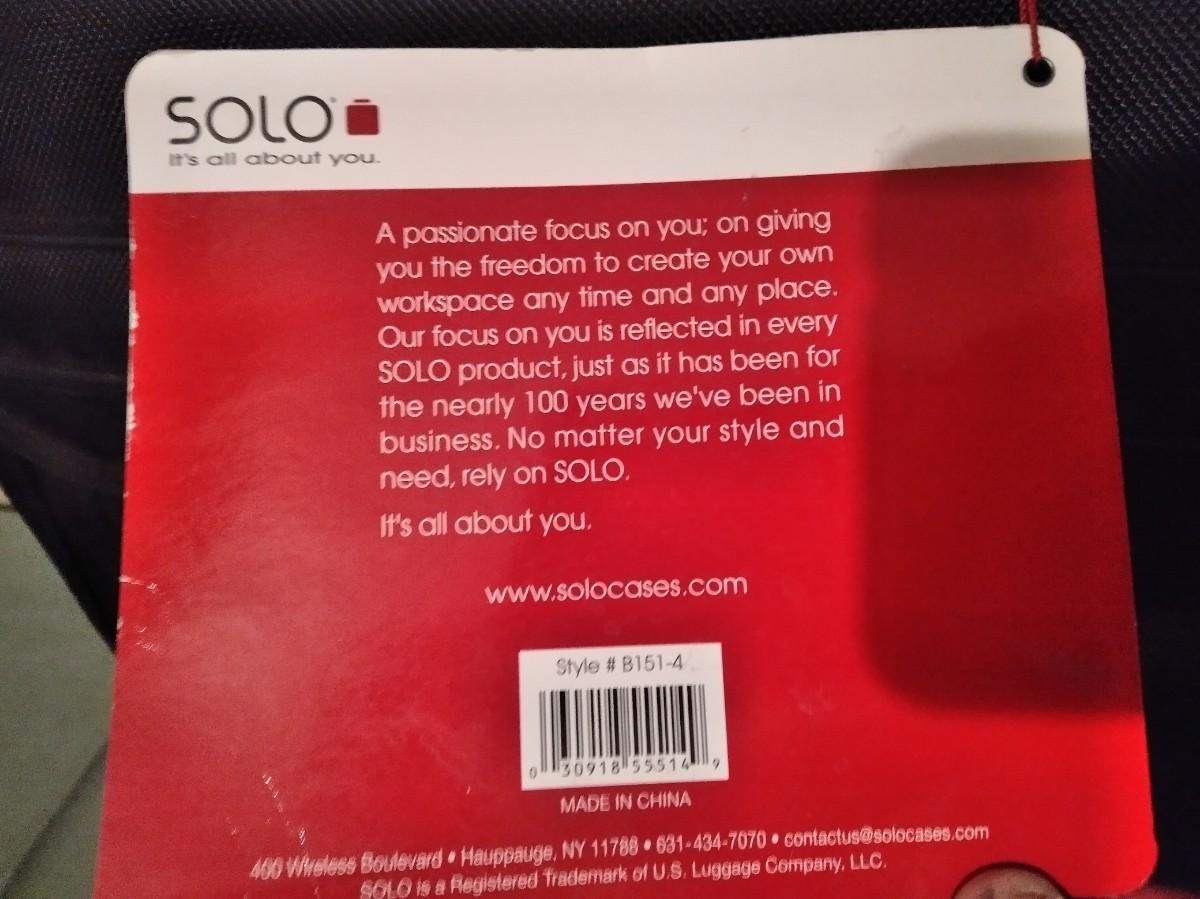 SOLO
It's all about you.
A passionate focus on you; on giving
you the freedom to create your own
workspace any time and any place.
Our focus on you is reflected in every
SOLO product, just as it has been for
the nearly 100 years we've been in
business. No matter your style and
need, rely on SOLO.
It's all about you.
www.solocases.com
Style # B151-4
0 30918 55514 9
MADE IN CHINA
400 Wireless Boulevard • Hauppauge, NY 11788 • 631-434-7070 • contactus@solocases.com
SOLO is a Registered Trademark of U.S. Luggage Company, LLC.